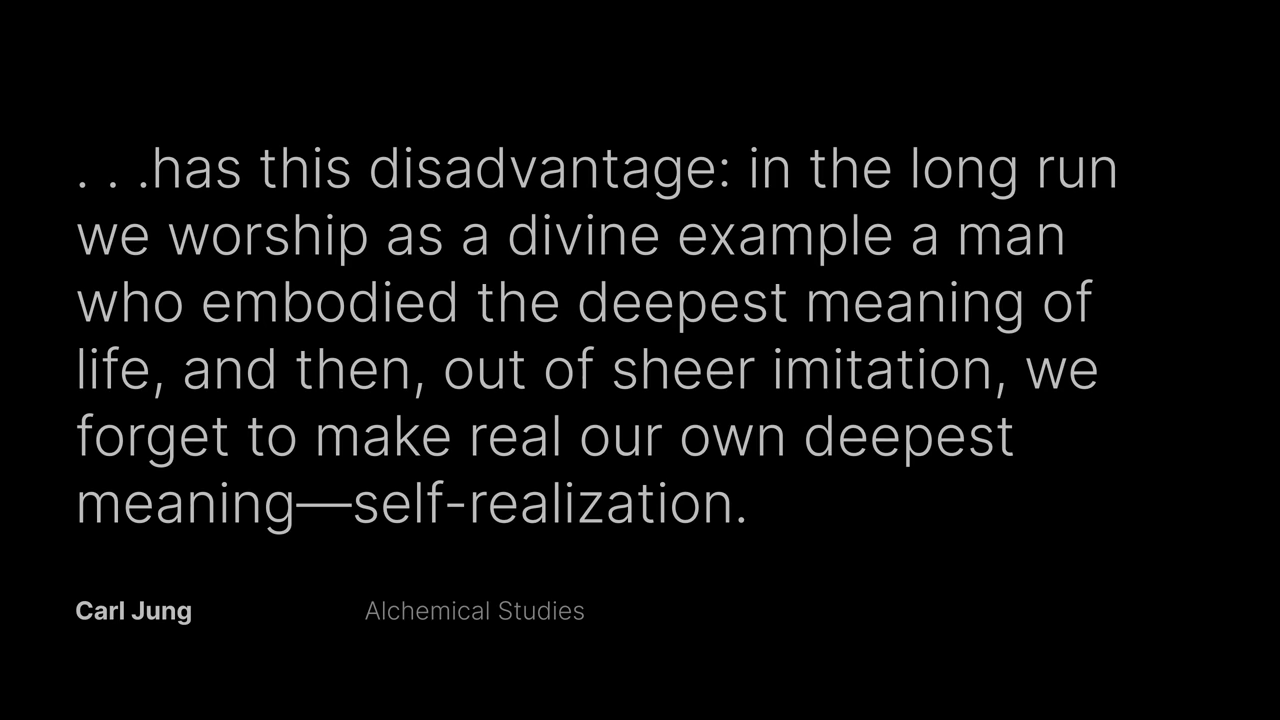 . . .has this disadvantage: in the long run
we worship as a divine example a man
who embodied the deepest meaning of
life, and then, out of sheer imitation, we
forget to make real our own deepest
meaning—self-realization.
Carl Jung Alchemical Studies